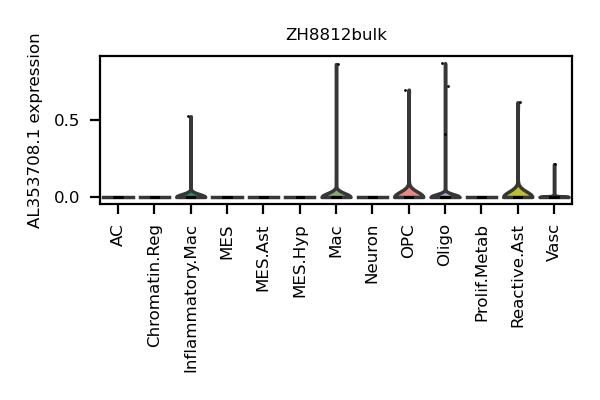 ZH8812bulk
AL353708.1 expression
0.5
0.0
AC
Chromatin.Reg
Inflammatory.Mac
MES
MES.Ast
MES.Hyp
Mac
Neuron
OPC
Oligo
Prolif.Metab
Reactive.Ast
Vasc